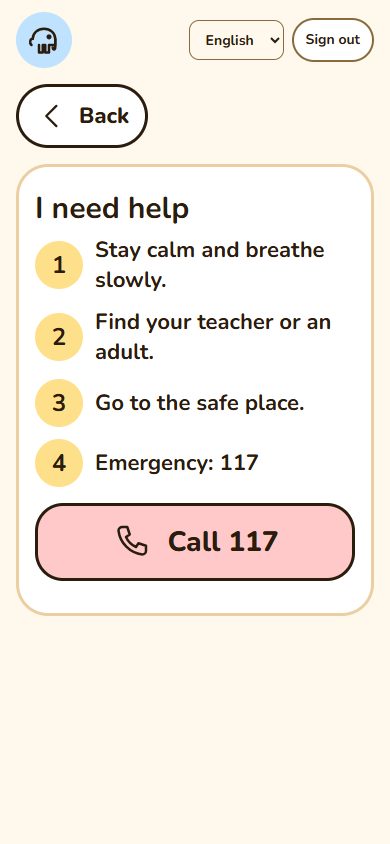 English
Sign out
Back
I need help
1
Stay calm and breathe
slowly.
2
Find your teacher or an
adult.
3
Go to the safe place.
4
Emergency: 117
Call 117